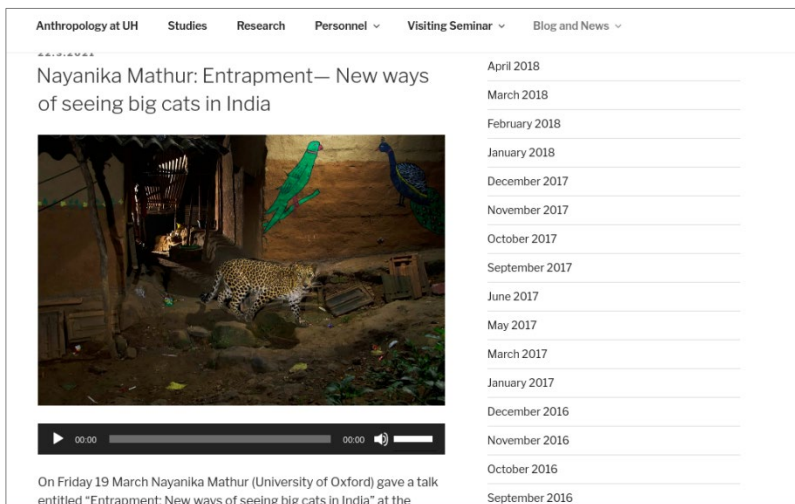 Anthropology at UH Studies Research Personnel Visiting Seminar Blog and News
Nayanika Mathur: Entrapment— New ways
of seeing big cats in India
00:00 00:00
On Friday 19 March Nayanika Mathur (University of Oxford) gave a talk
entitled “Entrapment: New ways of seeing big cats in India” at the
April 2018
March 2018
February 2018
January 2018
December 2017
November 2017
October 2017
September 2017
June 2017
May 2017
March 2017
January 2017
December 2016
November 2016
October 2016
September 2016